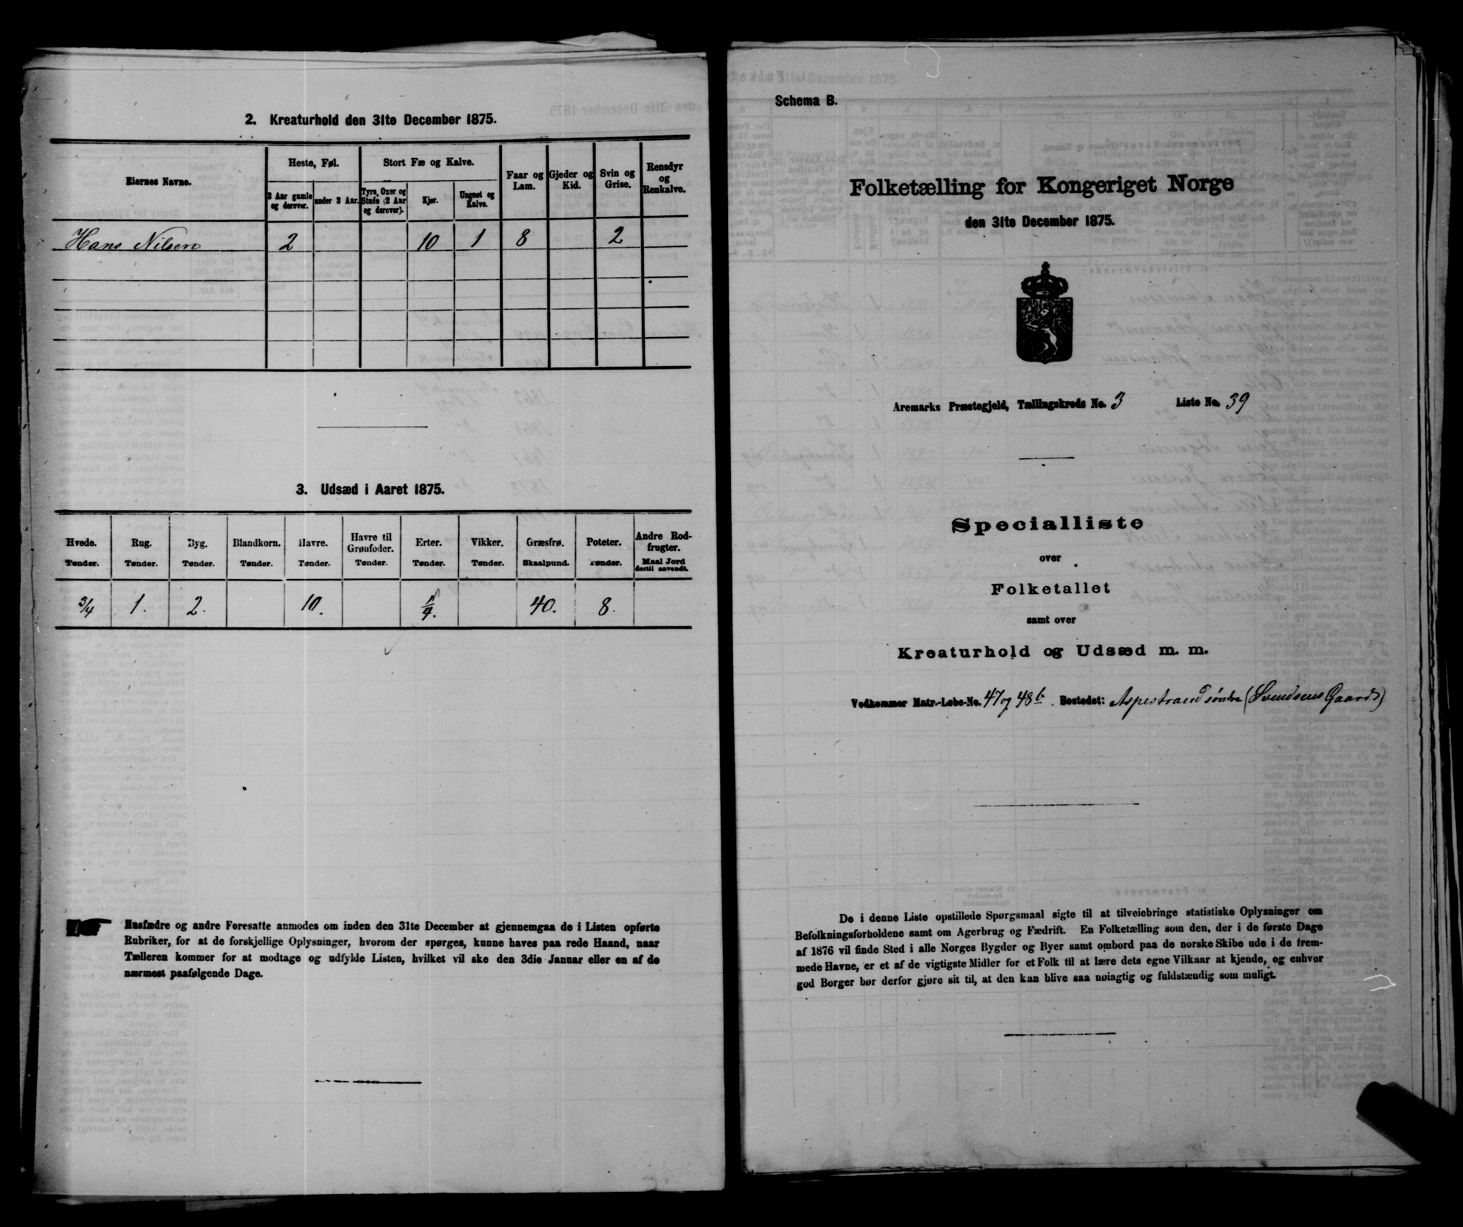 2. Kreaturhold den 31te December 1875.
Eiernes Navne.
Heste, Føl.
3 Aar gamle og derover.
under 3 Aar.
Stort Fæ og Kalve.
Tyre, Oxer og Stude (2 Aar og derover).
Kjør.
Ungnøt og Kalve.
Faar og Lam.
Gjeder og Kid.
Svin og Grise.
Rensdyr og Renkalve.
Hans Nilsen 2 10 1 8 2
3. Udsæd i Aaret 1875.
Hvede. Rug. Byg. Blandkorn. Havre. Havre til Grønfoder. Erter. Vikker. Græsfrø. Poteter. Andre Rodfrugter.
Tønder. Tønder. Tønder. Tønder. Tønder. Tønder. Tønder. Tønder. Skaalpund. Tønder. Maal Jord dertil anvendt.
3/4 1. 2. 10. 40. 8.
Husfædre og andre Foresatte anmodes om inden den 31te December at gjennemgaa de i Listen opførte
Rubriker, for at de forskjellige Oplysninger, hvorom der spørges, kunne haves paa rede Haand, naar
Tælleren kommer for at modtage og udfylde Listen, hvilket vil ske den 3die Januar eller en af de
nærmest paafølgende Dage.
Schema B.
Folketælling for Kongeriget Norge
den 31te December 1875.
Aremarks Præstegjeld, Tællingskreds No. 3 Liste No. 39
Specialliste
over
Folketallet
samt over
Kreaturhold og Udsæd m. m.
Vedkommer Matr.-Løbe-No. 47 og 48b. Bostedet: Aspestrand søndre (Svendsens Gaard)
De i denne Liste opstillede Spørgsmaal sigte til at tilveiebringe statistiske Oplysninger om
Befolkningsforholdene samt om Agerbrug og Fædrift. En Folketælling som den, der i de første Dage
af 1876 vil finde Sted i alle Norges Bygder og Byer samt ombord paa de norske Skibe ude i de frem-
mede Havne, er et af de vigtigste Midler for et Folk til at lære dets egne Vilkaar at kjende, og enhver
god Borger bør derfor gjøre sit til, at den kan blive saa nøiagtig og fuldstændig som muligt.